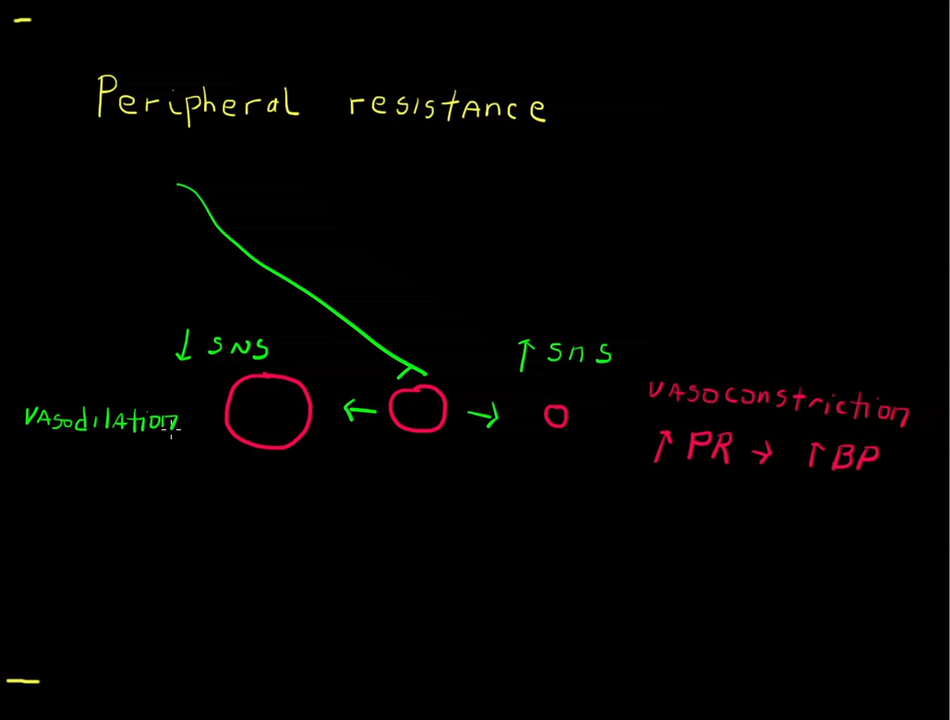 Peripheral resistance
↓ SNS
↑ SnS
VASodilAtion
VASOCOnstriction
↑ PR → ↑ BP